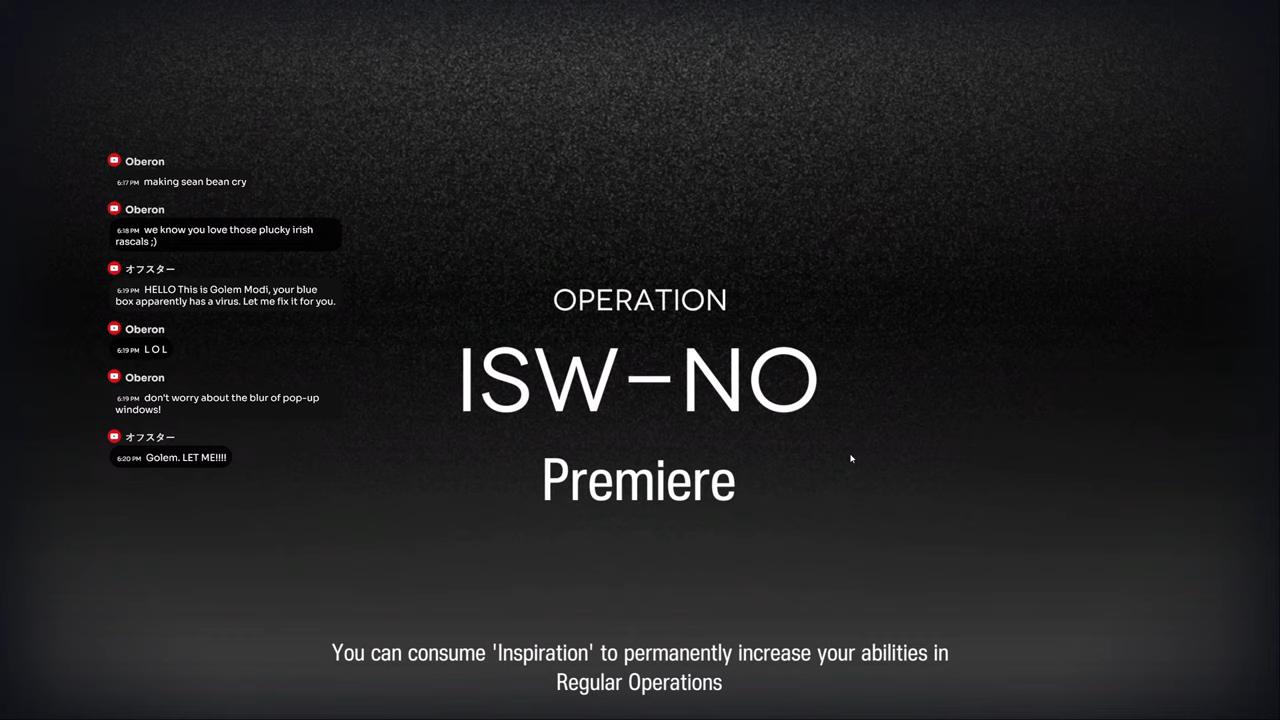 Oberon
6:17 PM making sean bean cry
Oberon
6:18 PM we know you love those plucky irish
rascals ;)
オフスター
6:19 PM HELLO This is Golem Modi, your blue
box apparently has a virus. Let me fix it for you.
Oberon
6:19 PM L O L
Oberon
6:19 PM don't worry about the blur of pop-up
windows!
オフスター
6:20 PM Golem. LET ME!!!!
OPERATION
ISW-NO
Premiere
You can consume 'Inspiration' to permanently increase your abilities in
Regular Operations